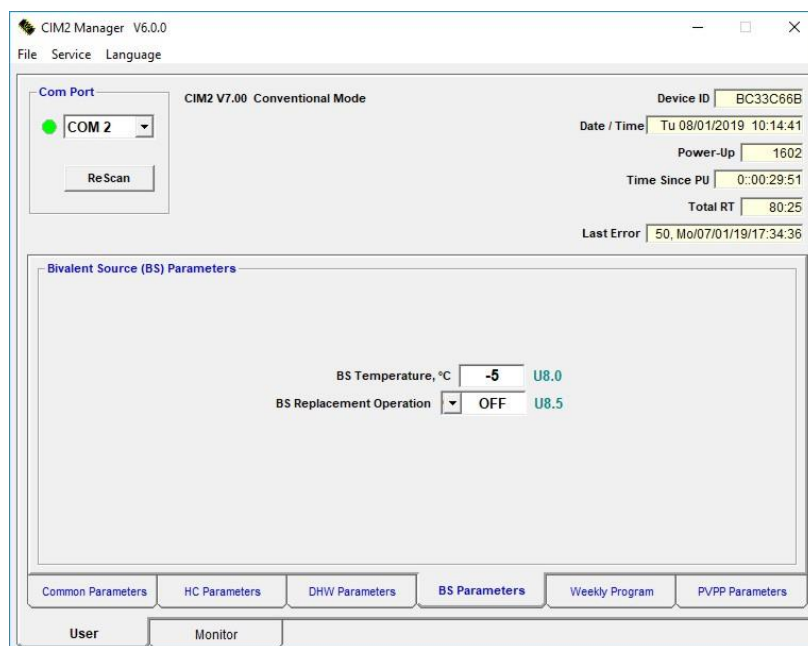 CIM2 Manager V6.0.0
File Service Language
Com Port
COM 2
ReScan
CIM2 V7.00 Conventional Mode
Device ID BC33C66B
Date / Time Tu 08/01/2019 10:14:41
Power-Up 1602
Time Since PU 0::00:29:51
Total RT 80:25
Last Error 50, Mo/07/01/19/17:34:36
Bivalent Source (BS) Parameters
BS Temperature, °C -5 U8.0
BS Replacement Operation OFF U8.5
Common Parameters HC Parameters DHW Parameters BS Parameters Weekly Program PVPP Parameters
User Monitor